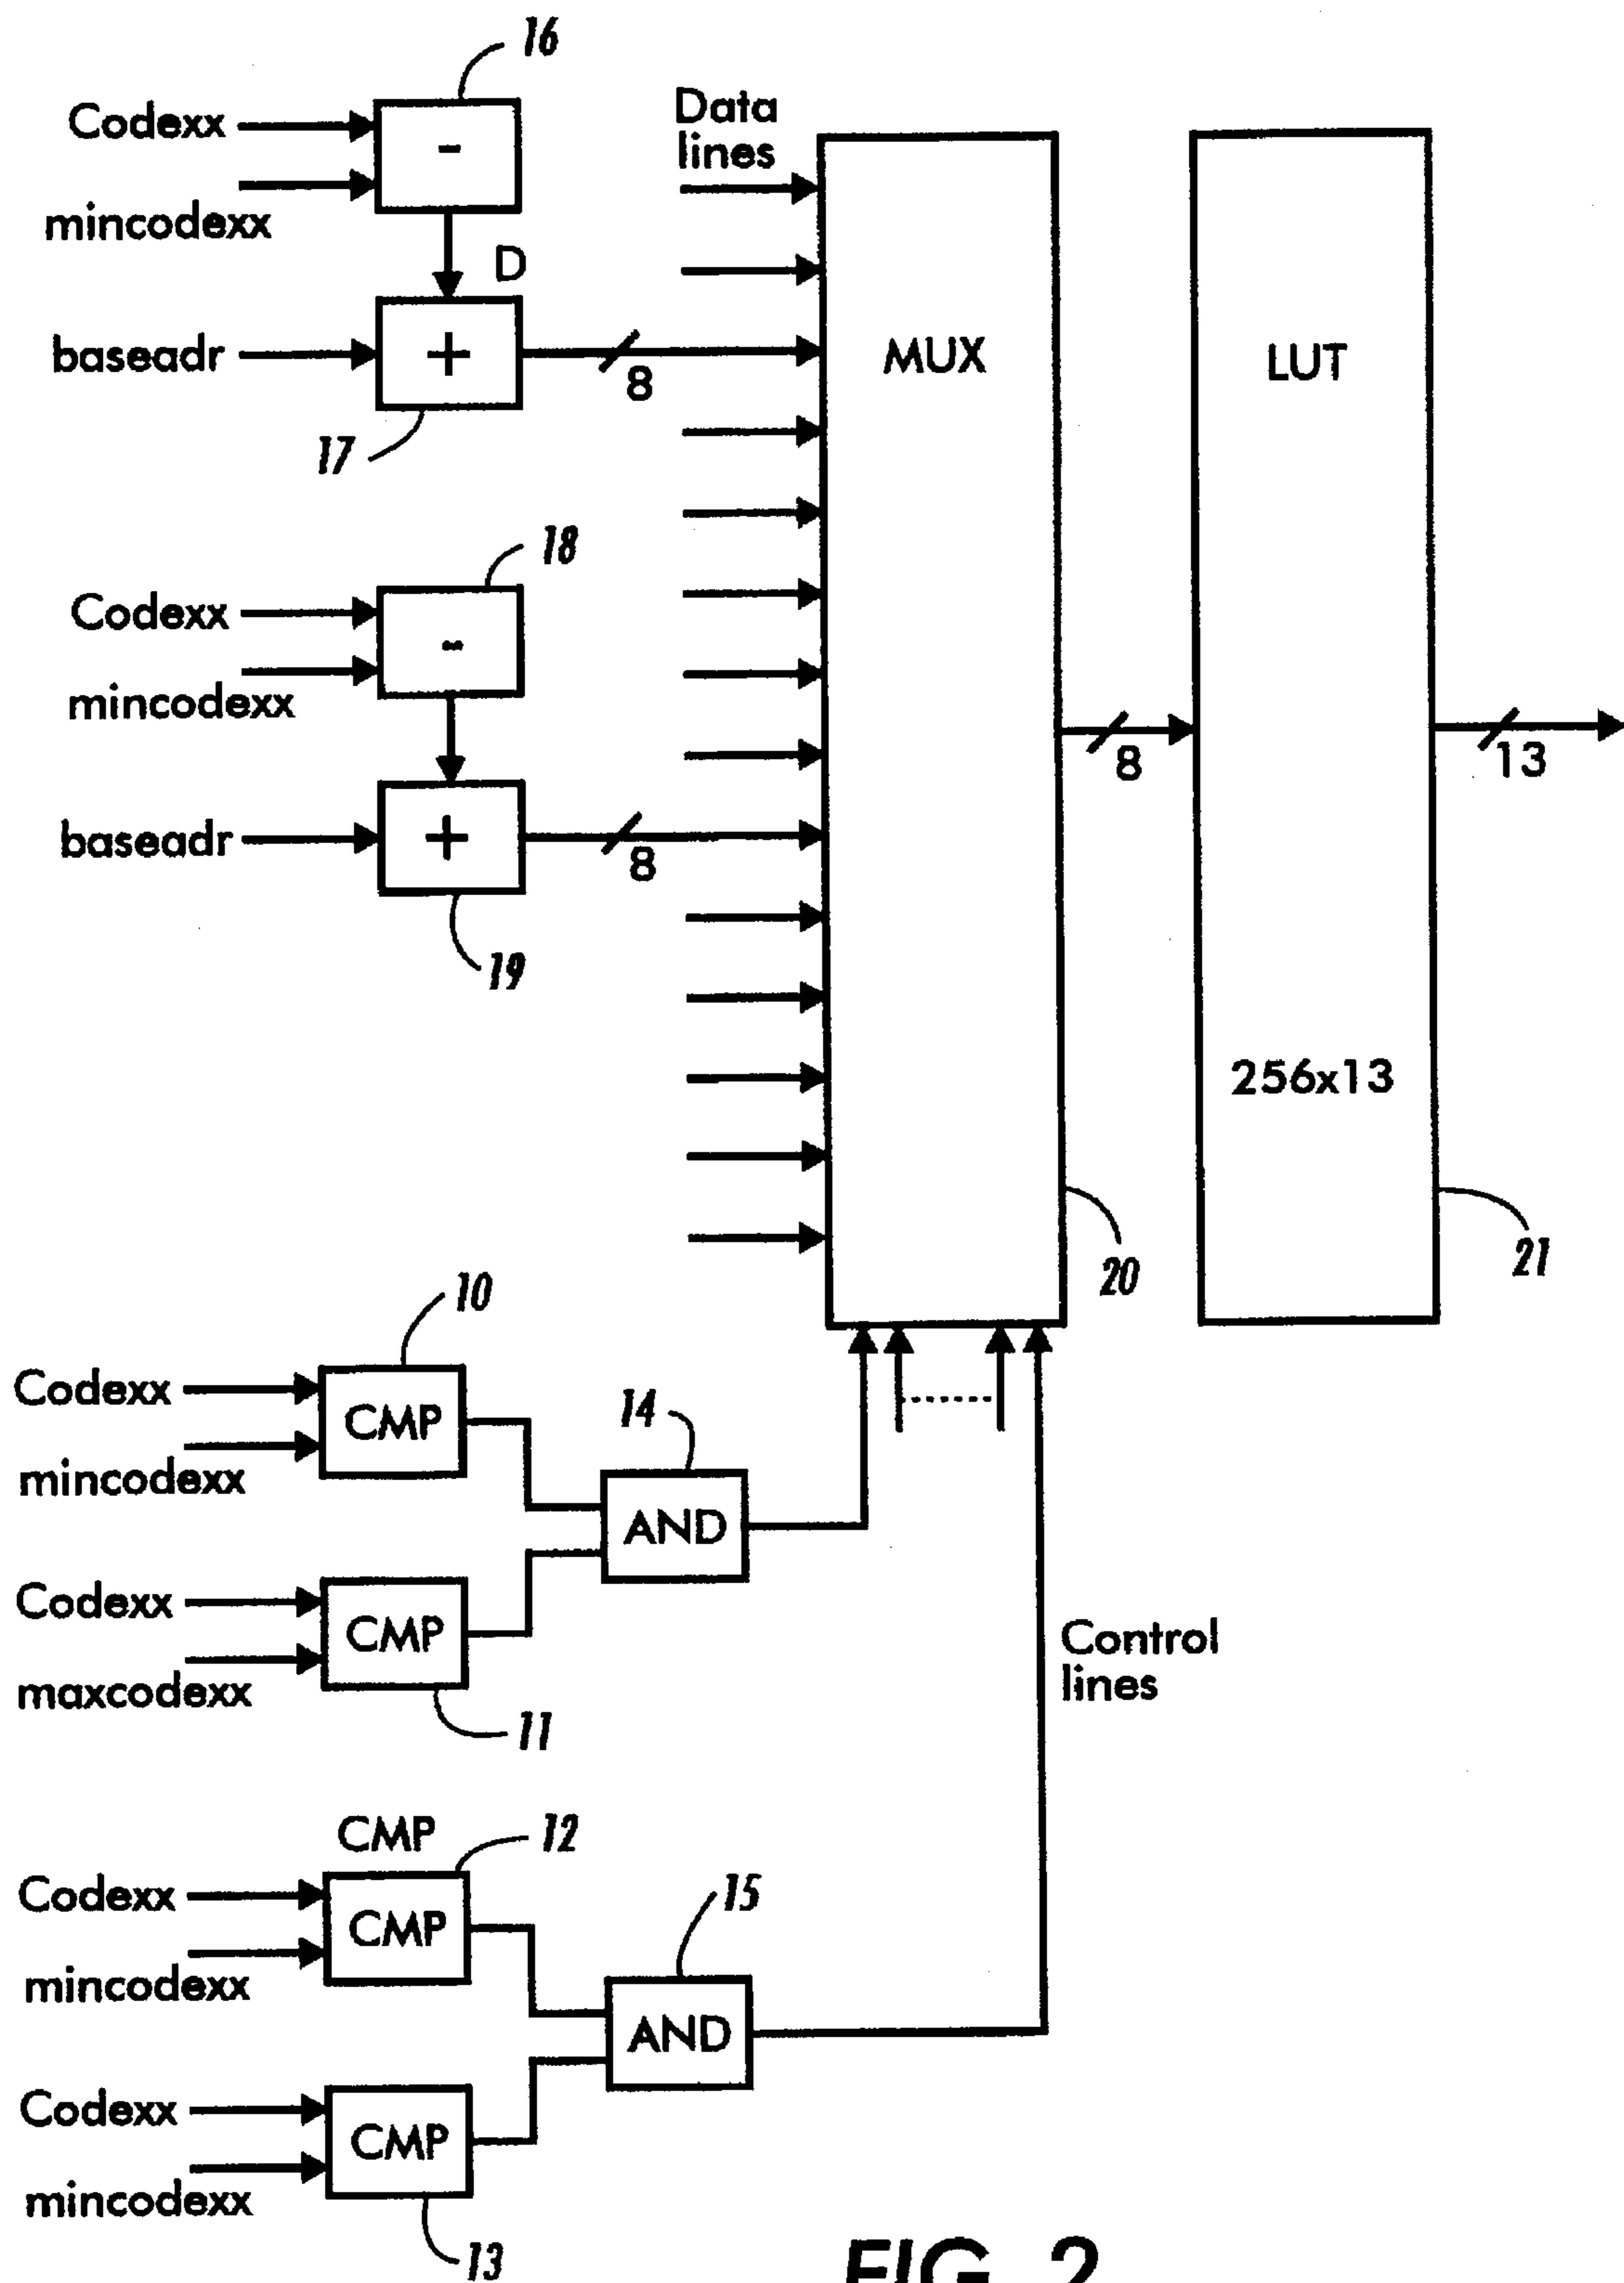 16
Codexx
-
mincodexx
D
baseadr
+
8
17
Data
lines
MUX
LUT
18
Codexx
-
mincodexx
baseadr
+
8
19
8
13
256x13
20
21
10
Codexx
CMP
mincodexx
14
AND
Codexx
CMP
maxcodexx
11
Control
lines
CMP
12
Codexx
CMP
mincodexx
15
AND
Codexx
CMP
mincodexx
13
FIG. 2